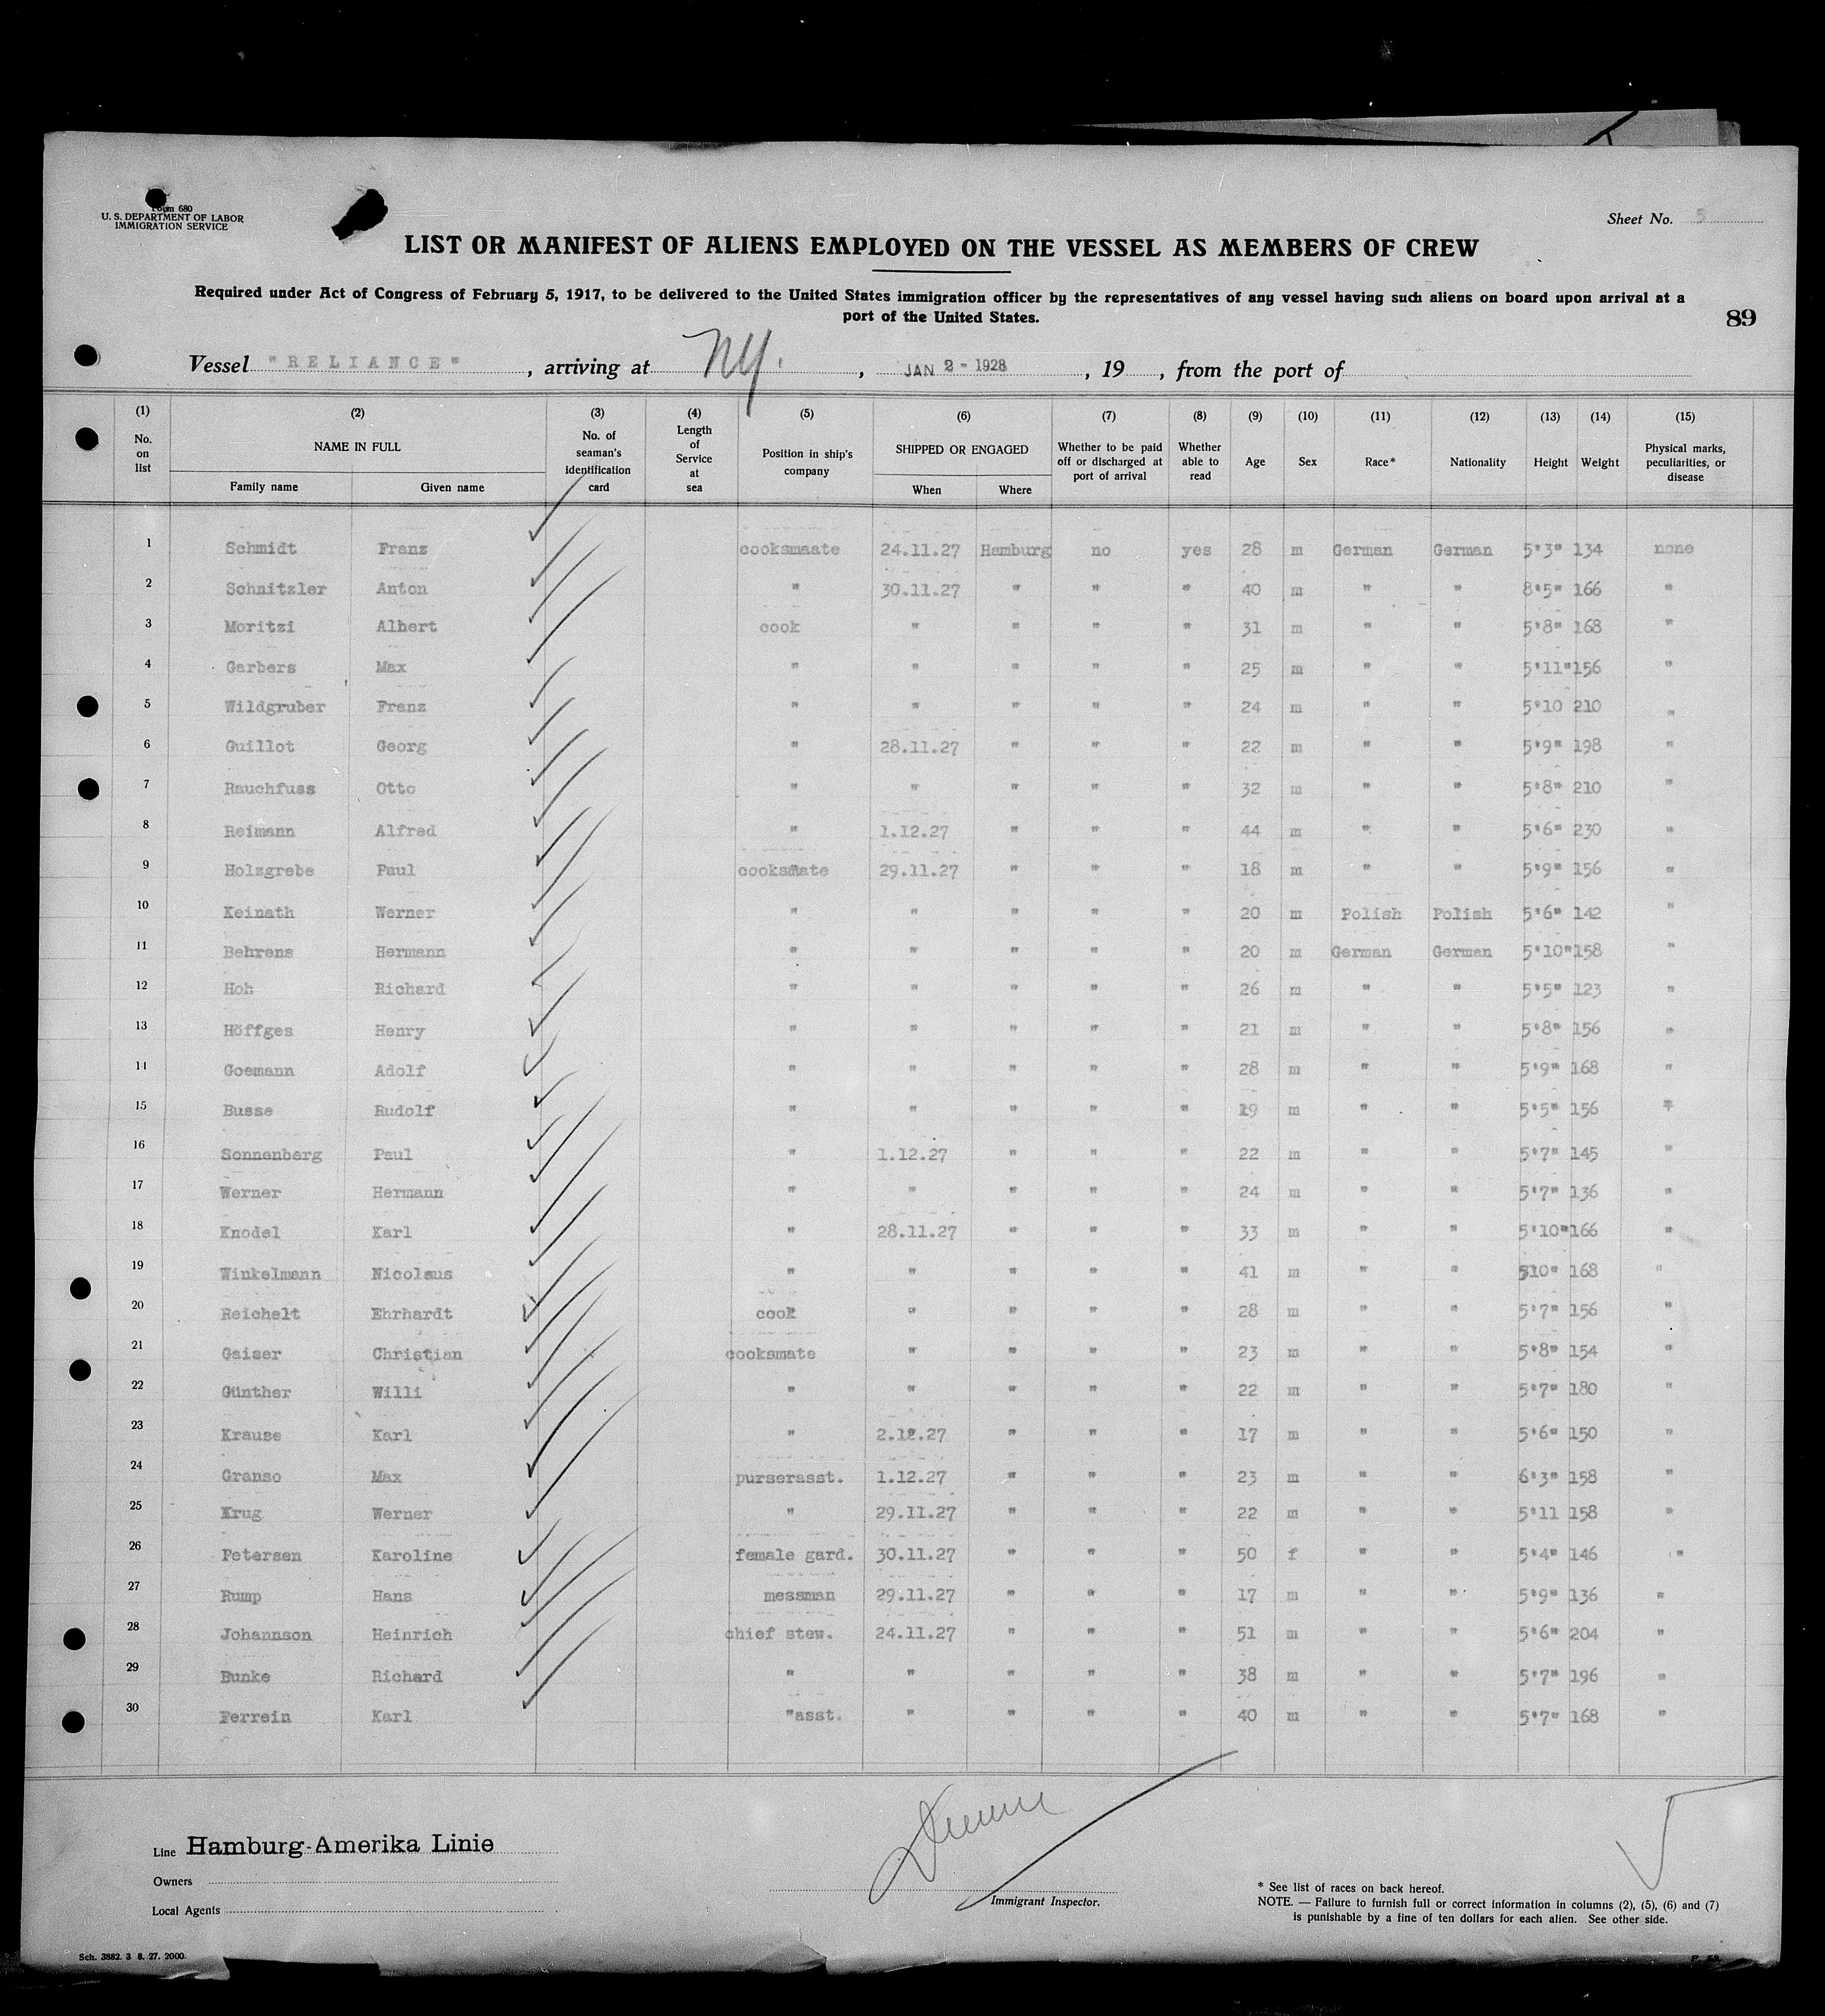 Form 680
U. S. DEPARTMENT OF LABOR
IMMIGRATION SERVICE
Sheet No. 5
LIST OR MANIFEST OF ALIENS EMPLOYED ON THE VESSEL AS MEMBERS OF CREW
Required under Act of Congress of February 5, 1917, to be delivered to the United States immigration officer by the representatives of any vessel having such aliens on board upon arrival at a
port of the United States.
89
Vessel "RELIANCE", arriving at NY., JAN 2 - 1928, 19 , from the port of
(1) (2) (3) (4) (5) (6) (7) (8) (9) (10) (11) (12) (13) (14) (15)
No. on list NAME IN FULL No. of seaman's identification card Length of Service at sea Position in ship's company SHIPPED OR ENGAGED Whether to be paid off or discharged at port of arrival Whether able to read Age Sex Race* Nationality Height Weight Physical marks, peculiarities, or disease
Family name Given name When Where
1 Schmidt Franz cooksmaate 24.11.27 Hamburg no yes 28 m German German 5'3" 134 none
2 Schnitzler Anton " 30.11.27 " " " 40 m " " 8'5" 166 "
3 Moritzi Albert cook " " " " 31 m " " 5'8" 168 "
4 Garbers Max " " " " " 25 m " " 5'11" 156 "
5 Wildgruber Franz " " " " " 24 m " " 5'10 210 "
6 Guillot Georg " 28.11.27 " " " 22 m " " 5'9" 198 "
7 Rauchfuss Otto " " " " " 32 m " " 5'8" 210 "
8 Reimann Alfred " 1.12.27 " " " 44 m " " 5'6" 230 "
9 Holzgrebe Paul cooksmate 29.11.27 " " " 18 m " " 5'9" 156 "
10 Keinath Werner " " " " " 20 m Polish Polish 5'6" 142 "
11 Behrens Hermann " " " " " 20 m German German 5'10" 158 "
12 Hoh Richard " " " " " 26 m " " 5'5" 123 "
13 Höffges Henry " " " " " 21 m " " 5'8" 156 "
14 Goemann Adolf " " " " " 28 m " " 5'9" 168 "
15 Busse Rudolf " " " " " 19 m " " 5'5" 156 "
16 Sonnenberg Paul " 1.12.27 " " " 22 m " " 5'7" 145 "
17 Werner Hermann " " " " " 24 m " " 5'7" 136 "
18 Knodel Karl " 28.11.27 " " " 33 m " " 5'10" 166 "
19 Winkelmann Nicolaus " " " " " 41 m " " 510" 168 "
20 Reichelt Ehrhardt cook " " " " 28 m " " 5'7" 156 "
21 Gaiser Christian cooksmate " " " " 23 m " " 5'8" 154 "
22 Günther Willi " " " " " 22 m " " 5'7" 180 "
23 Krause Karl " 2.12.27 " " " 17 m " " 5'6" 150 "
24 Granso Max purserasst. 1.12.27 " " " 23 m " " 6'3" 158 "
25 Krug Werner " 29.11.27 " " " 22 m " " 5'11 158 "
26 Petersen Karoline female gard. 30.11.27 " " " 50 f " " 5'4" 146 "
27 Rump Hans messman 29.11.27 " " " 17 m " " 5'9" 136 "
28 Johannson Heinrich chief stew. 24.11.27 " " " 51 m " " 5'6" 204 "
29 Bunke Richard " " " " " 38 m " " 5'7" 196 "
30 Ferrein Karl "asst. " " " " 40 m " " 5'7" 168 "
Line Hamburg-Amerika Linie
Owners
Local Agents
Immigrant Inspector.
* See list of races on back hereof.
NOTE. — Failure to furnish full or correct information in columns (2), (5), (6) and (7)
is punishable by a fine of ten dollars for each alien. See other side.
Sch. 3882. 3. 8. 27. 2000.